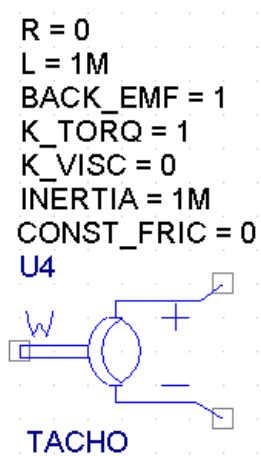 R = 0
L = 1M
BACK_EMF = 1
K_TORQ = 1
K_VISC = 0
INERTIA = 1M
CONST_FRIC = 0
U4
W
+
−
TACHO